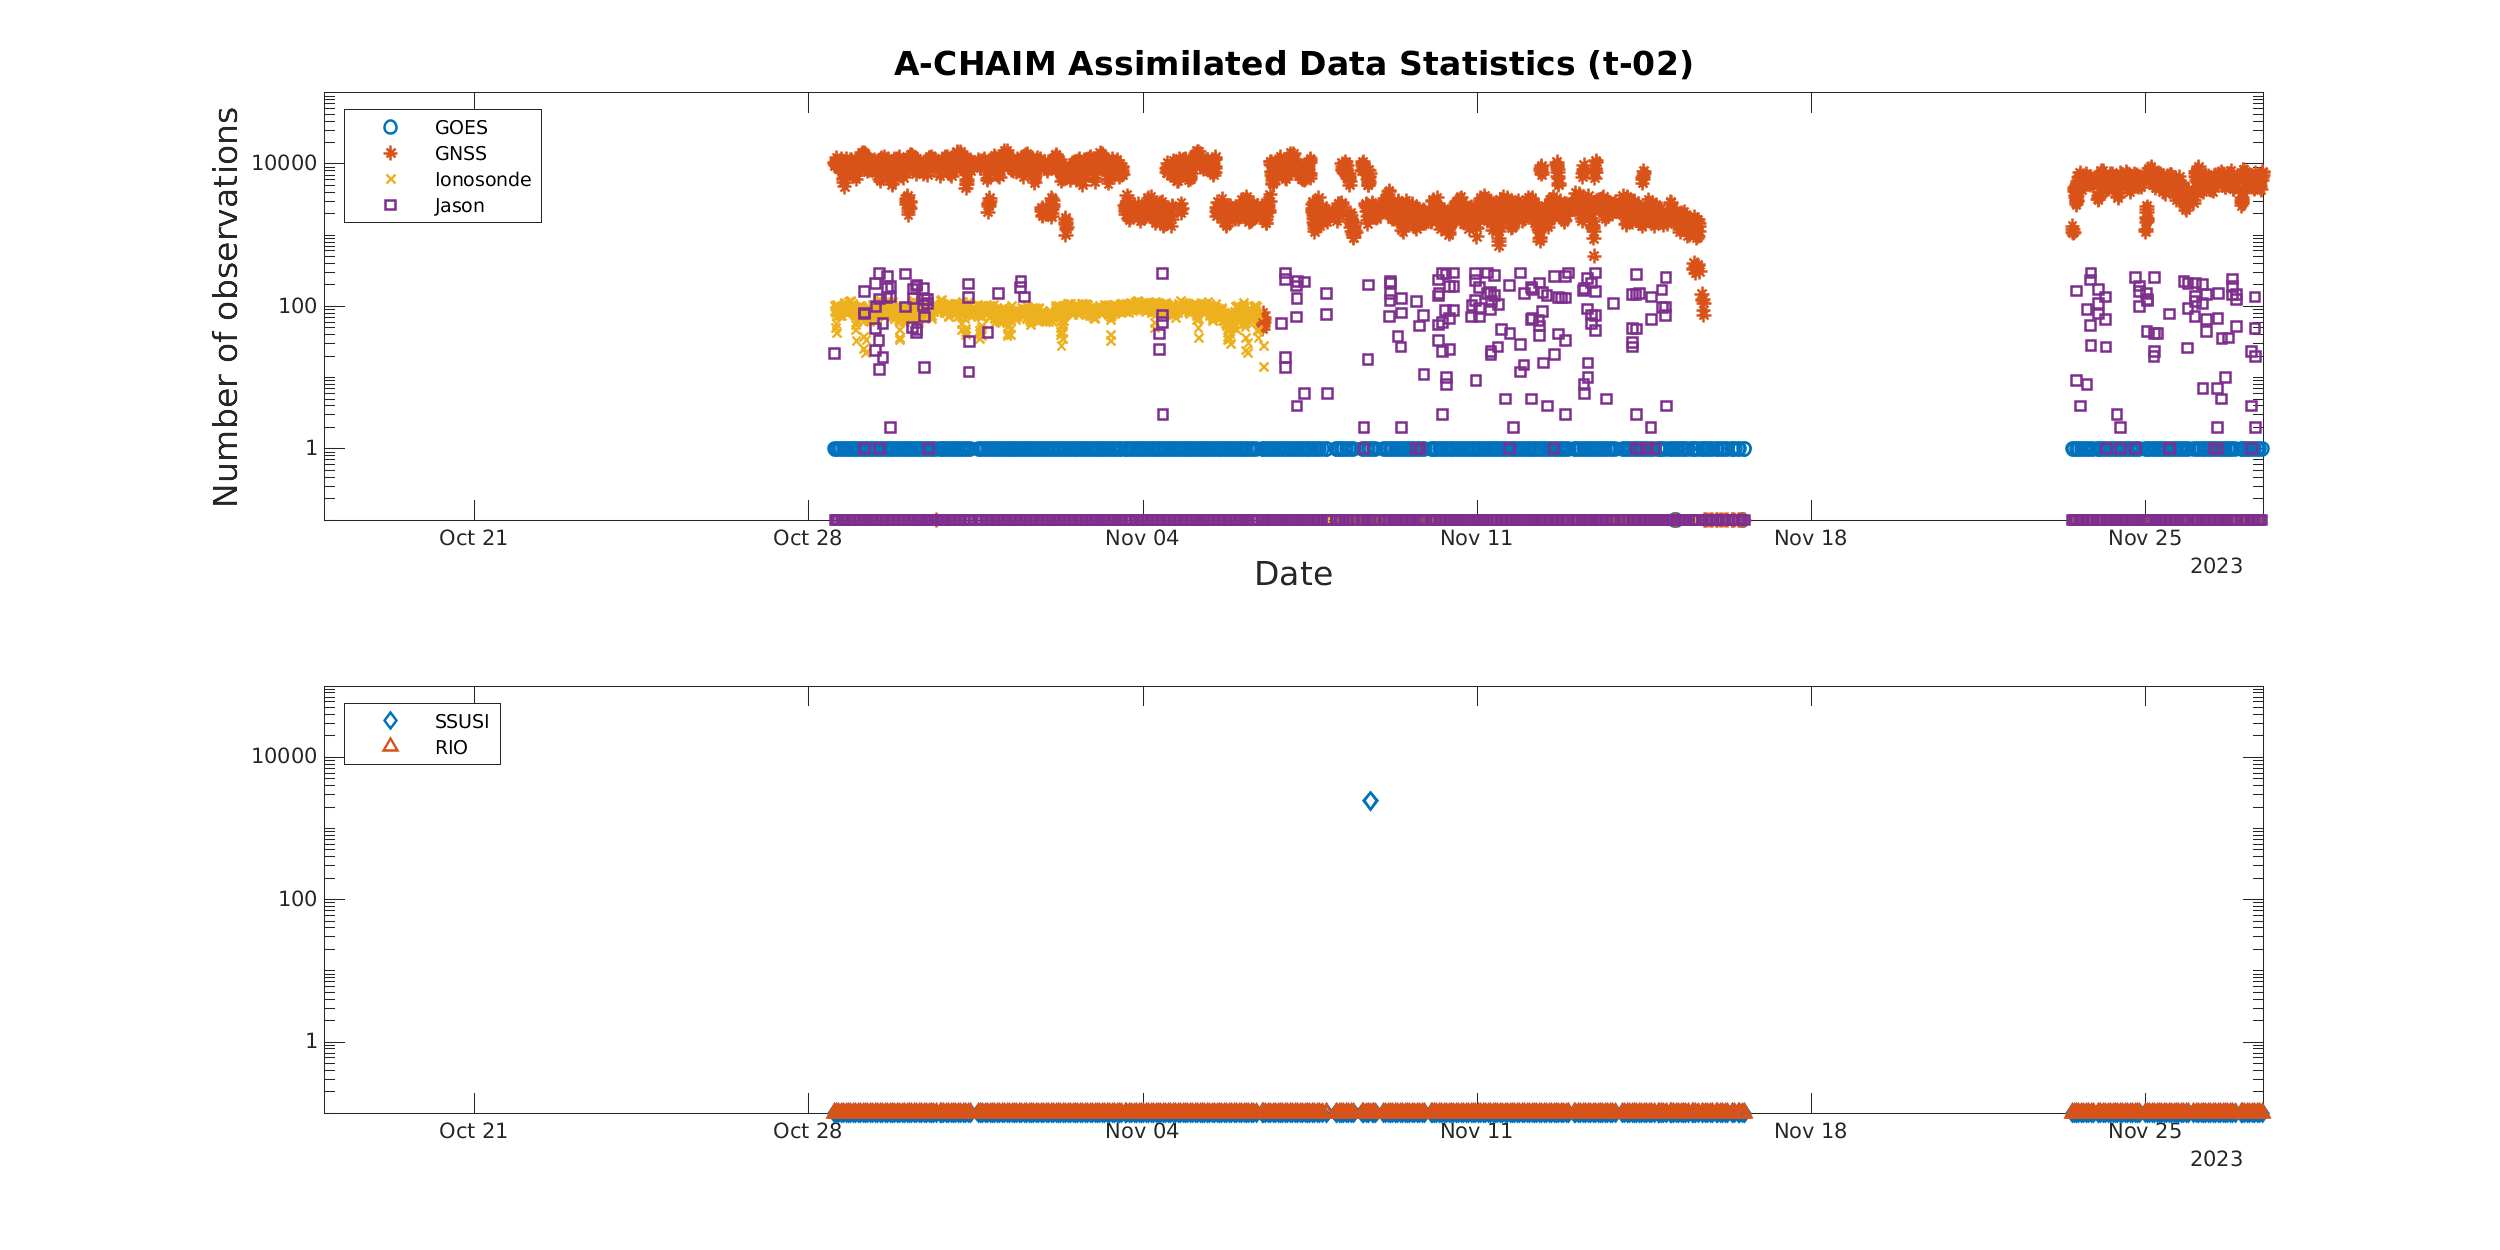 A-CHAIM Assimilated Data Statistics (t-02)
Number of observations
10000
100
1
GOES
GNSS
Ionosonde
Jason
Oct 21 Oct 28 Nov 04 Nov 11 Nov 18 Nov 25
2023
Date
10000
100
1
SSUSI
RIO
Oct 21 Oct 28 Nov 04 Nov 11 Nov 18 Nov 25
2023